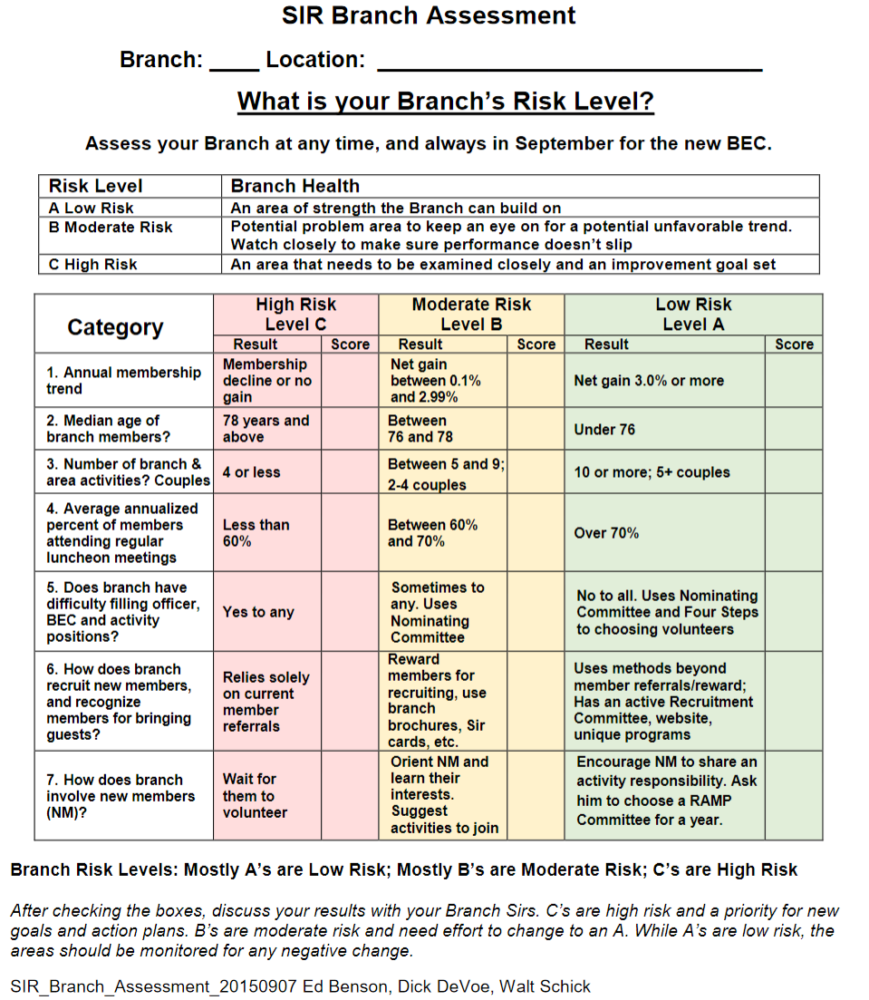 SIR Branch Assessment
Branch: ____ Location: ______________________________
What is your Branch's Risk Level?
Assess your Branch at any time, and always in September for the new BEC.
Risk Level Branch Health
A Low Risk An area of strength the Branch can build on
B Moderate Risk Potential problem area to keep an eye on for a potential unfavorable trend.
Watch closely to make sure performance doesn't slip
C High Risk An area that needs to be examined closely and an improvement goal set
Category
High Risk
Level C
Moderate Risk
Level B
Low Risk
Level A
Result Score Result Score Result Score
1. Annual membership
trend
Membership
decline or no
gain
Net gain
between 0.1%
and 2.99%
Net gain 3.0% or more
2. Median age of
branch members?
78 years and
above
Between
76 and 78
Under 76
3. Number of branch &
area activities? Couples
4 or less
Between 5 and 9;
2-4 couples
10 or more; 5+ couples
4. Average annualized
percent of members
attending regular
luncheon meetings
Less than
60%
Between 60%
and 70%
Over 70%
5. Does branch have
difficulty filling officer,
BEC and activity
positions?
Yes to any
Sometimes to
any. Uses
Nominating
Committee
No to all. Uses Nominating
Committee and Four Steps
to choosing volunteers
6. How does branch
recruit new members,
and recognize
members for bringing
guests?
Relies solely
on current
member
referrals
Reward
members for
recruiting, use
branch
brochures, Sir
cards, etc.
Uses methods beyond
member referrals/reward;
Has an active Recruitment
Committee, website,
unique programs
7. How does branch
involve new members
(NM)?
Wait for
them to
volunteer
Orient NM and
learn their
interests.
Suggest
activities to join
Encourage NM to share an
activity responsibility. Ask
him to choose a RAMP
Committee for a year.
Branch Risk Levels: Mostly A's are Low Risk; Mostly B's are Moderate Risk; C's are High Risk
After checking the boxes, discuss your results with your Branch Sirs. C's are high risk and a priority for new
goals and action plans. B's are moderate risk and need effort to change to an A. While A's are low risk, the
areas should be monitored for any negative change.
SIR_Branch_Assessment_20150907 Ed Benson, Dick DeVoe, Walt Schick